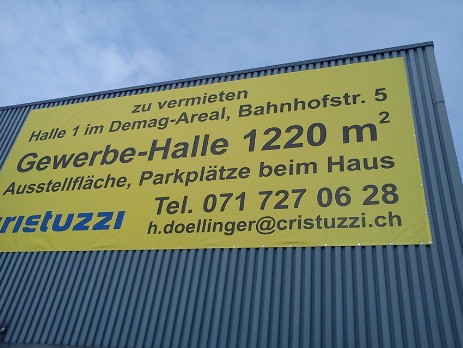 zu vermieten
Halle 1 im Demag-Areal, Bahnhofstr. 5
Gewerbe-Halle 1220 m²
Ausstellfläche, Parkplätze beim Haus
cristuzzi Tel. 071 727 06 28
h.doellinger@cristuzzi.ch